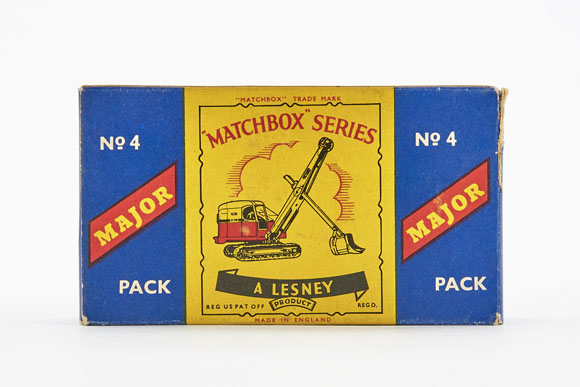 "MATCHBOX" TRADE MARK
"MATCHBOX" SERIES
Nº 4
MAJOR
PACK
Nº 4
MAJOR
PACK
A LESNEY
PRODUCT
REG US PAT OFF
REGD.
MADE IN ENGLAND